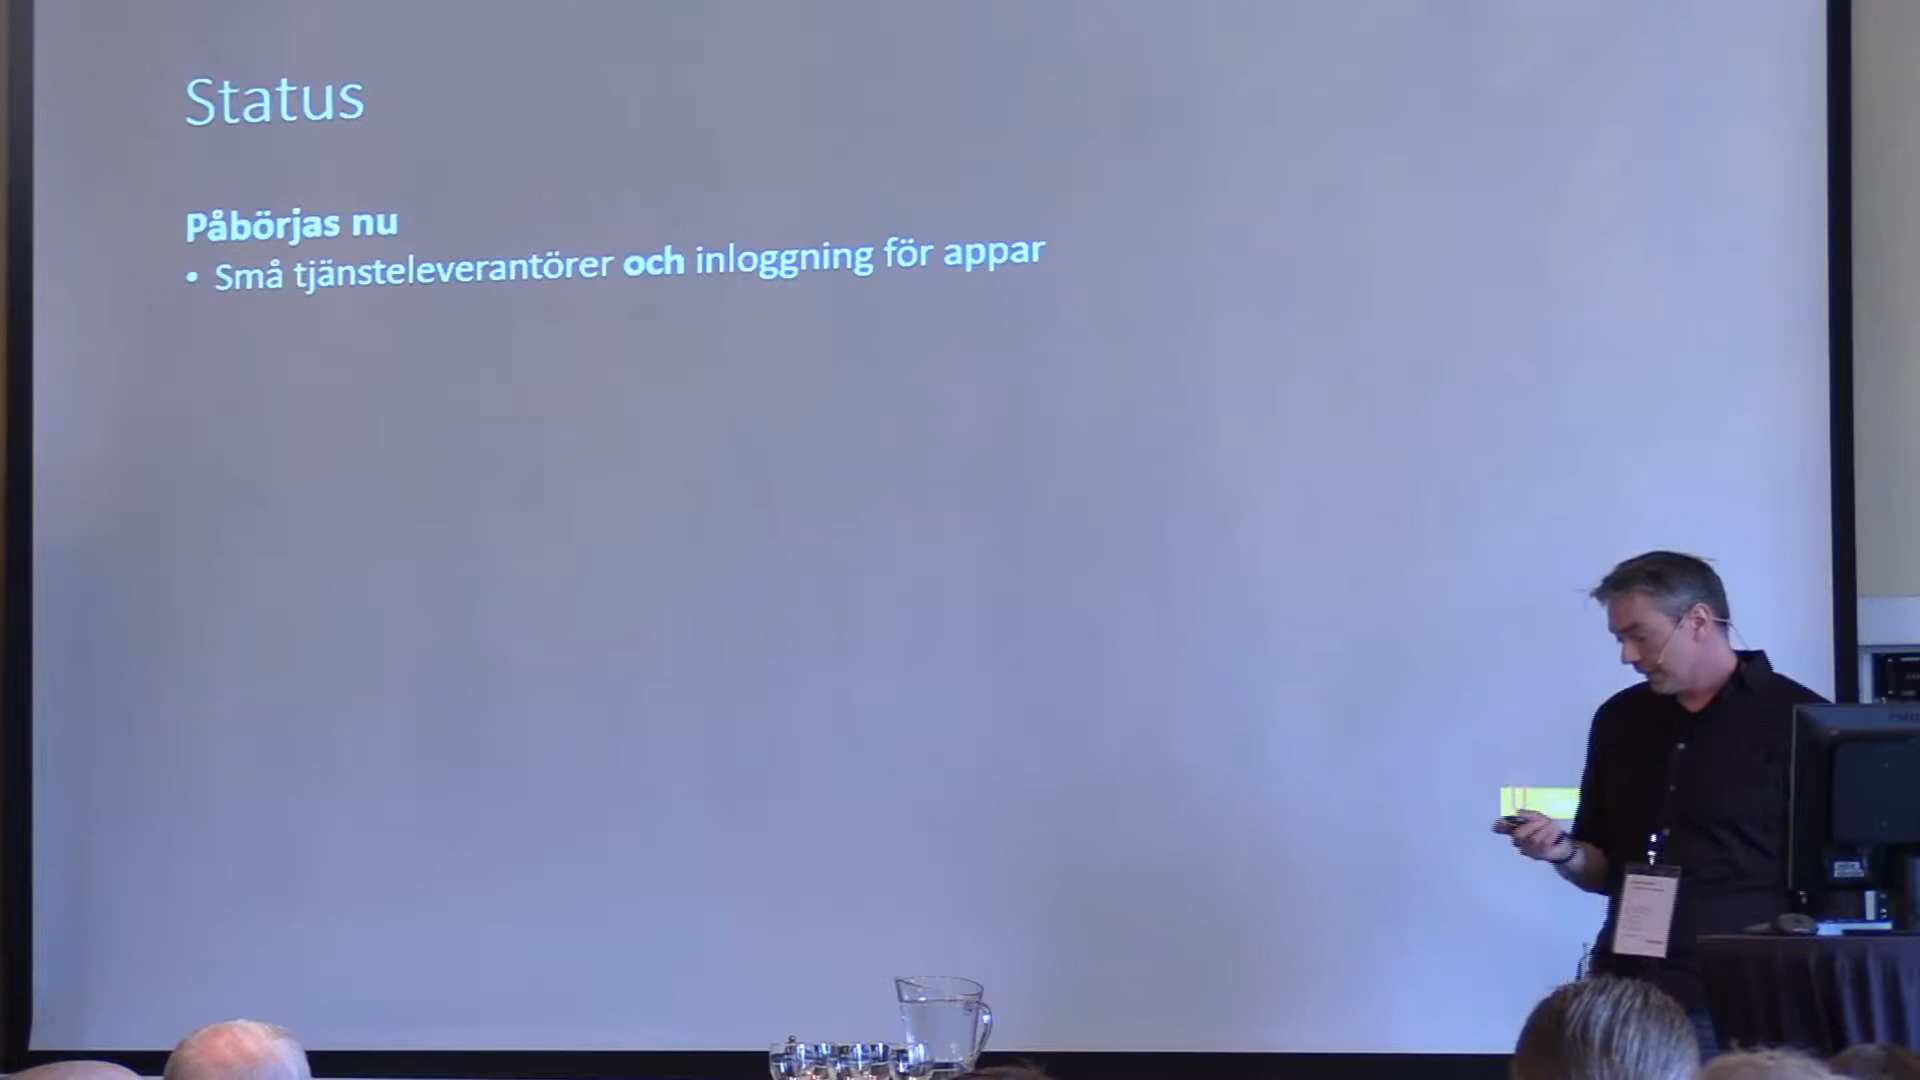 Status
Påbörjas nu
• Små tjänsteleverantörer och inloggning för appar